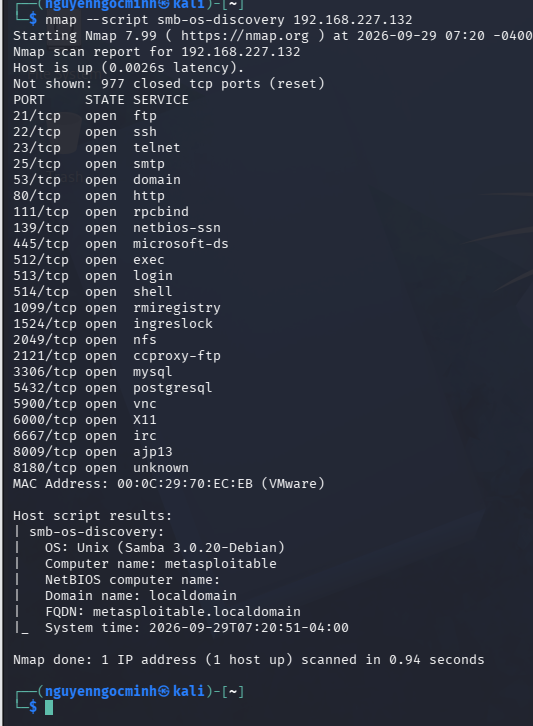 ┌──(nguyenngocminh㉿kali)-[~]
└─$ nmap --script smb-os-discovery 192.168.227.132
Starting Nmap 7.99 ( https://nmap.org ) at 2026-09-29 07:20 -0400
Nmap scan report for 192.168.227.132
Host is up (0.0026s latency).
Not shown: 977 closed tcp ports (reset)
PORT     STATE SERVICE
21/tcp   open  ftp
22/tcp   open  ssh
23/tcp   open  telnet
25/tcp   open  smtp
53/tcp   open  domain
80/tcp   open  http
111/tcp  open  rpcbind
139/tcp  open  netbios-ssn
445/tcp  open  microsoft-ds
512/tcp  open  exec
513/tcp  open  login
514/tcp  open  shell
1099/tcp open  rmiregistry
1524/tcp open  ingreslock
2049/tcp open  nfs
2121/tcp open  ccproxy-ftp
3306/tcp open  mysql
5432/tcp open  postgresql
5900/tcp open  vnc
6000/tcp open  X11
6667/tcp open  irc
8009/tcp open  ajp13
8180/tcp open  unknown
MAC Address: 00:0C:29:70:EC:EB (VMware)

Host script results:
| smb-os-discovery:
|   OS: Unix (Samba 3.0.20-Debian)
|   Computer name: metasploitable
|   NetBIOS computer name:
|   Domain name: localdomain
|   FQDN: metasploitable.localdomain
|_  System time: 2026-09-29T07:20:51-04:00

Nmap done: 1 IP address (1 host up) scanned in 0.94 seconds

┌──(nguyenngocminh㉿kali)-[~]
└─$